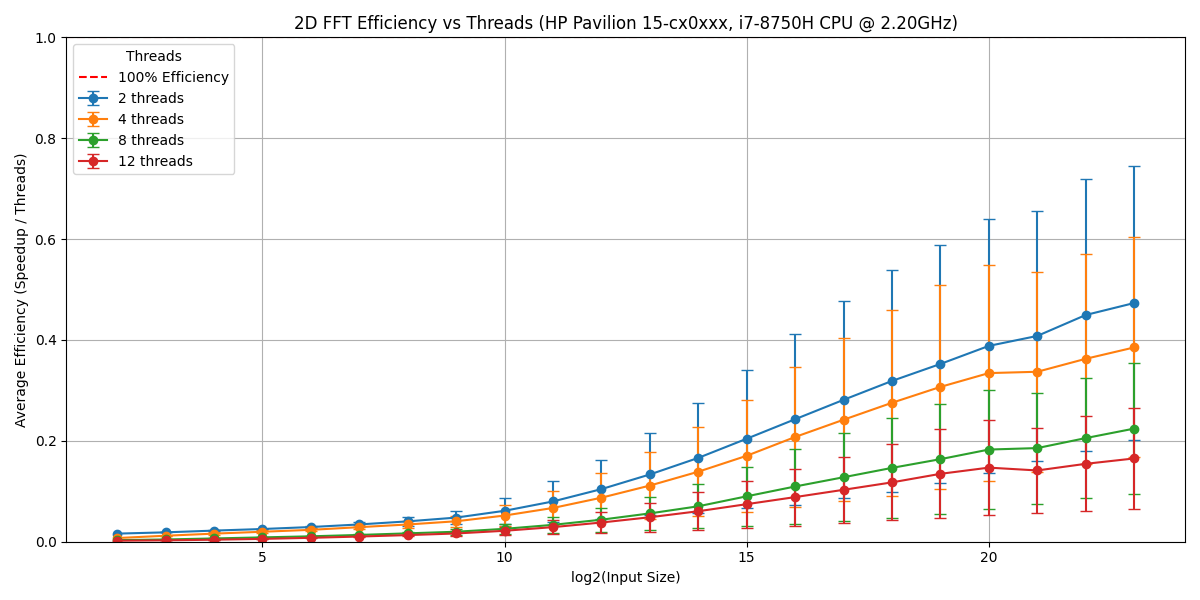 2D FFT Efficiency vs Threads (HP Pavilion 15-cx0xxx, i7-8750H CPU @ 2.20GHz)
Threads
100% Efficiency
2 threads
4 threads
8 threads
12 threads
Average Efficiency (Speedup / Threads)
1.0
0.8
0.6
0.4
0.2
0.0
5
10
15
20
log2(Input Size)